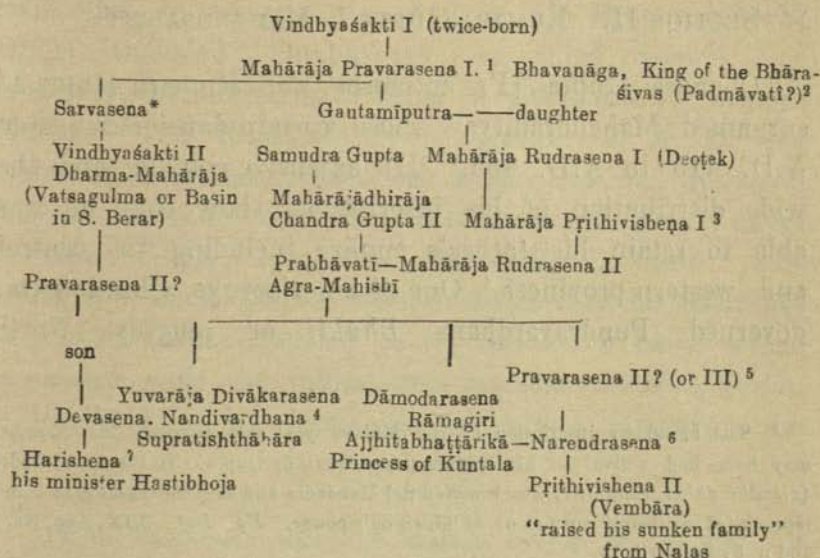 Vindhyaśakti I (twice-born)
Mahārāja Pravarasena I. ¹ Bhavanāga, King of the Bhāra-
Sarvasena* Gautamīputra——daughter śivas (Padmāvatī?)²
Vindhyaśakti II Samudra Gupta Mahārāja Rudrasena I (Deoṭek)
Dharma-Mahārāja
(Vatsagulma or Basin Mahārājādhirāja
in S. Berar) Chandra Gupta II Mahārāja Pṛithivisheṇa I ³
Prabhāvatī—Mahārāja Rudrasena II
Pravarasena II? Agra-Mahishī
son Pravarasena II? (or III) ⁵
Yuvarāja Divākarasena Dāmodarasena
Devasena. Nandivardhana ⁴ Rāmagiri
Supratishthāhāra Ajjhitabhaṭṭārikā—Narendrasena ⁶
Harishena ⁷ Princess of Kuntala
his minister Hastibhoja
Pṛithivisheṇa II
(Vembāra)
"raised his sunken family"
from Nalas